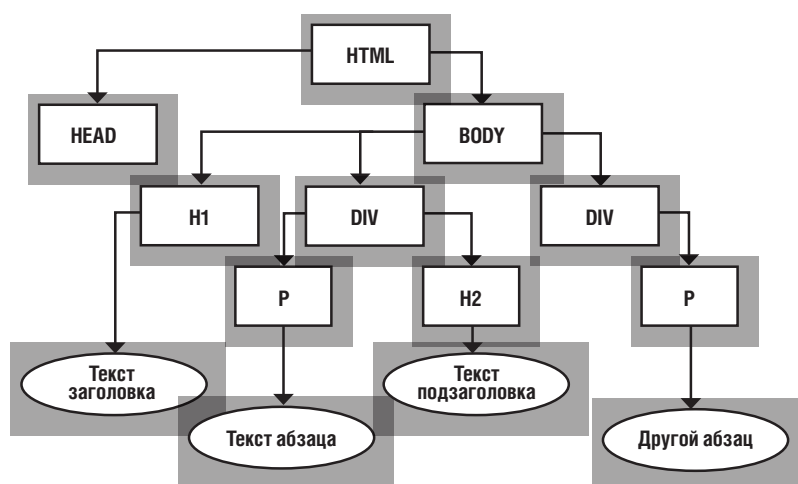 HTML
HEAD
BODY
H1
DIV
DIV
P
H2
P
Текст
заголовка
Текст
подзаголовка
Текст абзаца
Другой абзац